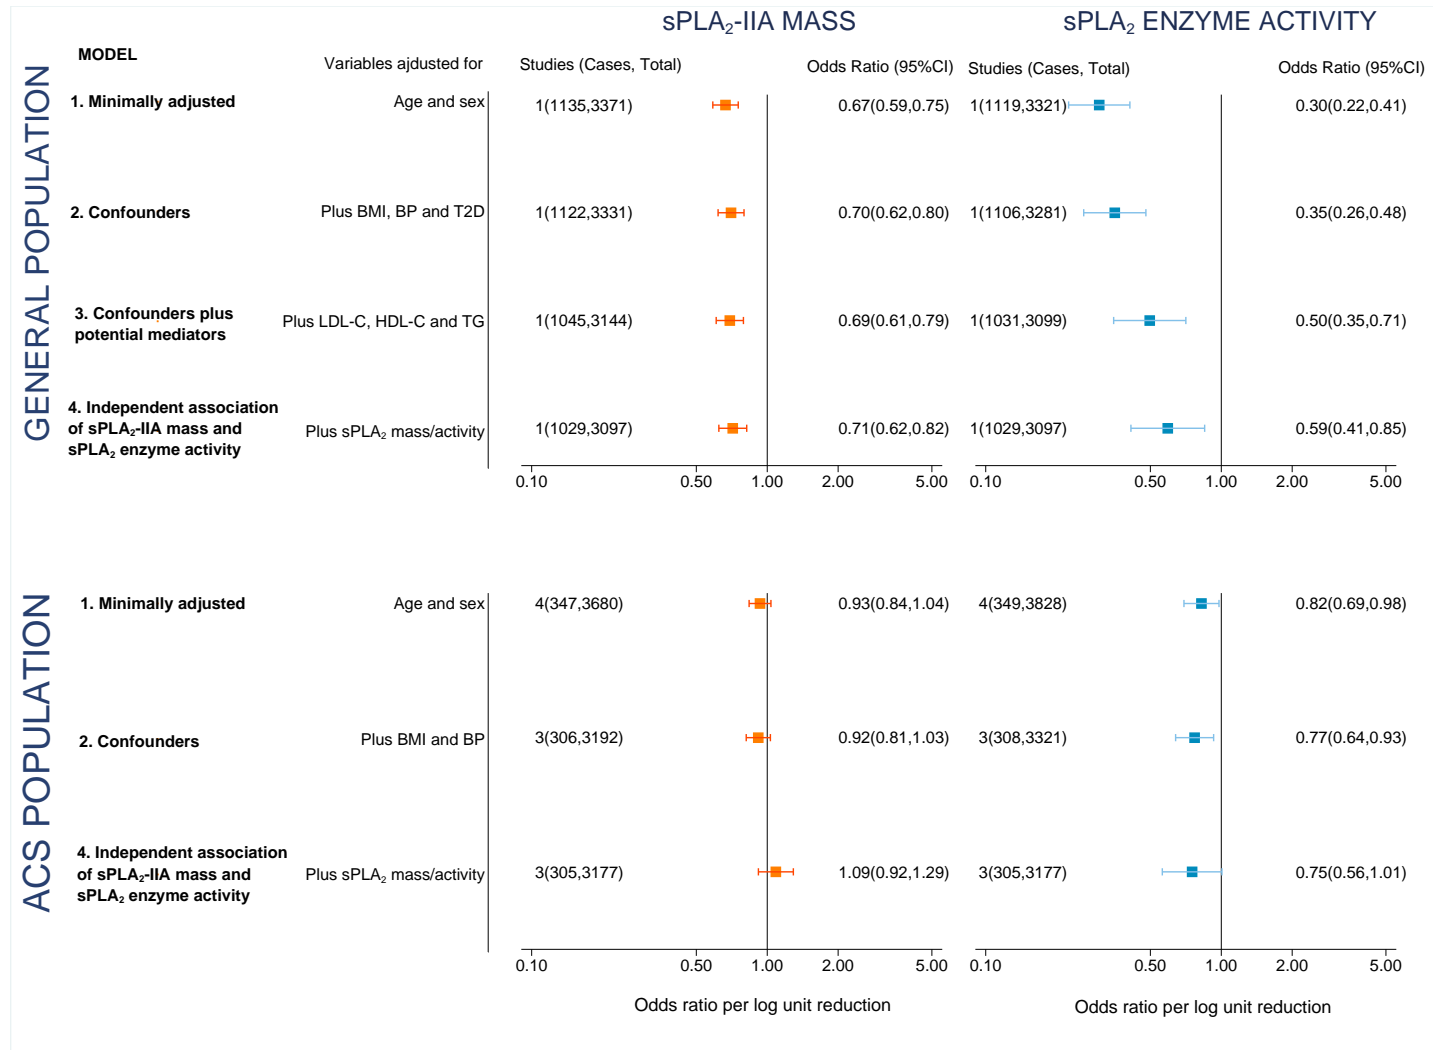 sPLA₂-IIA MASS
sPLA₂ ENZYME ACTIVITY
MODEL
Variables ajdusted for
Studies (Cases, Total)
Odds Ratio (95%CI)
Studies (Cases, Total)
Odds Ratio (95%CI)
GENERAL POPULATION
1. Minimally adjusted
Age and sex
1(1135,3371)
0.67(0.59,0.75)
1(1119,3321)
0.30(0.22,0.41)
2. Confounders
Plus BMI, BP and T2D
1(1122,3331)
0.70(0.62,0.80)
1(1106,3281)
0.35(0.26,0.48)
3. Confounders plus
potential mediators
Plus LDL-C, HDL-C and TG
1(1045,3144)
0.69(0.61,0.79)
1(1031,3099)
0.50(0.35,0.71)
4. Independent association
of sPLA₂-IIA mass and
sPLA₂ enzyme activity
Plus sPLA₂ mass/activity
1(1029,3097)
0.71(0.62,0.82)
1(1029,3097)
0.59(0.41,0.85)
0.10 0.50 1.00 2.00 5.00
0.10 0.50 1.00 2.00 5.00
ACS POPULATION
1. Minimally adjusted
Age and sex
4(347,3680)
0.93(0.84,1.04)
4(349,3828)
0.82(0.69,0.98)
2. Confounders
Plus BMI and BP
3(306,3192)
0.92(0.81,1.03)
3(308,3321)
0.77(0.64,0.93)
4. Independent association
of sPLA₂-IIA mass and
sPLA₂ enzyme activity
Plus sPLA₂ mass/activity
3(305,3177)
1.09(0.92,1.29)
3(305,3177)
0.75(0.56,1.01)
0.10 0.50 1.00 2.00 5.00
0.10 0.50 1.00 2.00 5.00
Odds ratio per log unit reduction
Odds ratio per log unit reduction